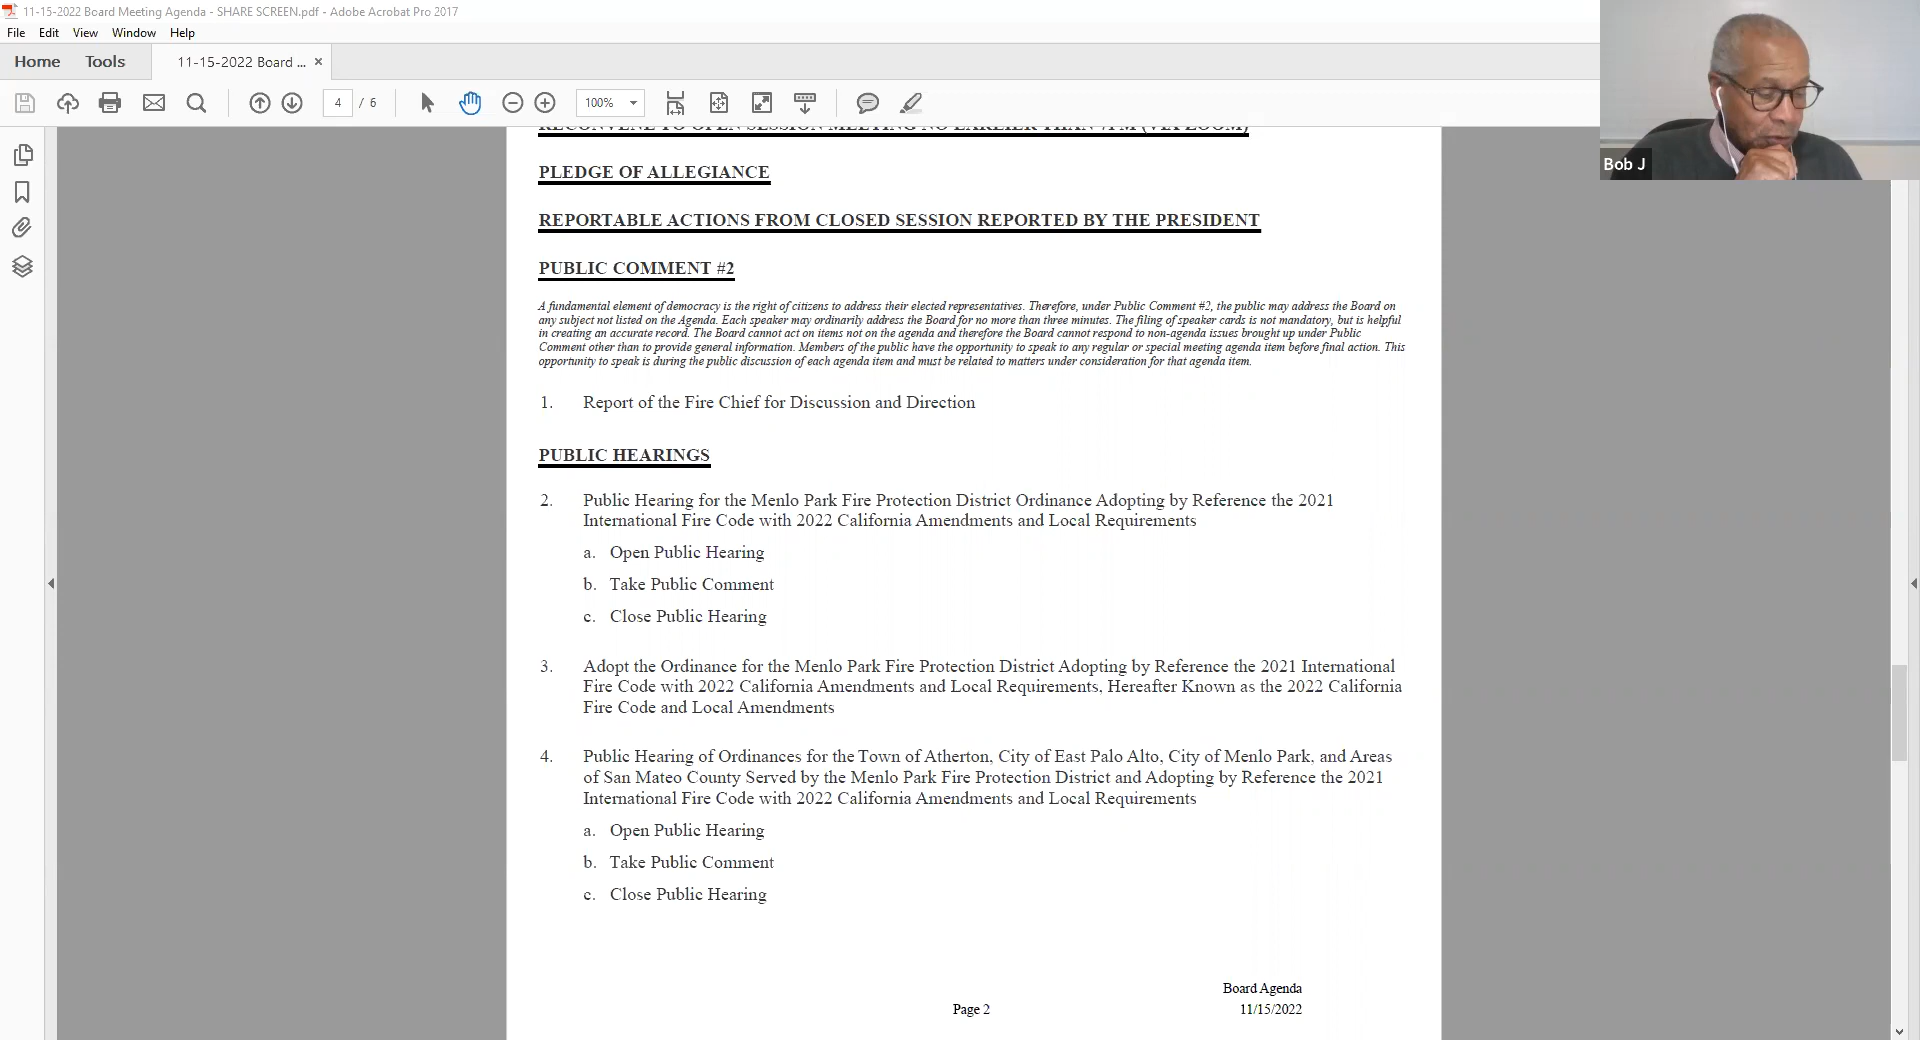 11-15-2022 Board Meeting Agenda - SHARE SCREEN.pdf - Adobe Acrobat Pro 2017
File Edit View Window Help
Home Tools 11-15-2022 Board ... ×
4 / 6 100%
Bob J
RECONVENE TO OPEN SESSION MEETING NO EARLIER THAN 7PM (VIA ZOOM)
PLEDGE OF ALLEGIANCE
REPORTABLE ACTIONS FROM CLOSED SESSION REPORTED BY THE PRESIDENT
PUBLIC COMMENT #2
A fundamental element of democracy is the right of citizens to address their elected representatives. Therefore, under Public Comment #2, the public may address the Board on
any subject not listed on the Agenda. Each speaker may ordinarily address the Board for no more than three minutes. The filing of speaker cards is not mandatory, but is helpful
in creating an accurate record. The Board cannot act on items not on the agenda and therefore the Board cannot respond to non-agenda issues brought up under Public
Comment other than to provide general information. Members of the public have the opportunity to speak to any regular or special meeting agenda item before final action. This
opportunity to speak is during the public discussion of each agenda item and must be related to matters under consideration for that agenda item.
1. Report of the Fire Chief for Discussion and Direction
PUBLIC HEARINGS
2. Public Hearing for the Menlo Park Fire Protection District Ordinance Adopting by Reference the 2021
International Fire Code with 2022 California Amendments and Local Requirements
a. Open Public Hearing
b. Take Public Comment
c. Close Public Hearing
3. Adopt the Ordinance for the Menlo Park Fire Protection District Adopting by Reference the 2021 International
Fire Code with 2022 California Amendments and Local Requirements, Hereafter Known as the 2022 California
Fire Code and Local Amendments
4. Public Hearing of Ordinances for the Town of Atherton, City of East Palo Alto, City of Menlo Park, and Areas
of San Mateo County Served by the Menlo Park Fire Protection District and Adopting by Reference the 2021
International Fire Code with 2022 California Amendments and Local Requirements
a. Open Public Hearing
b. Take Public Comment
c. Close Public Hearing
Board Agenda
Page 2 11/15/2022